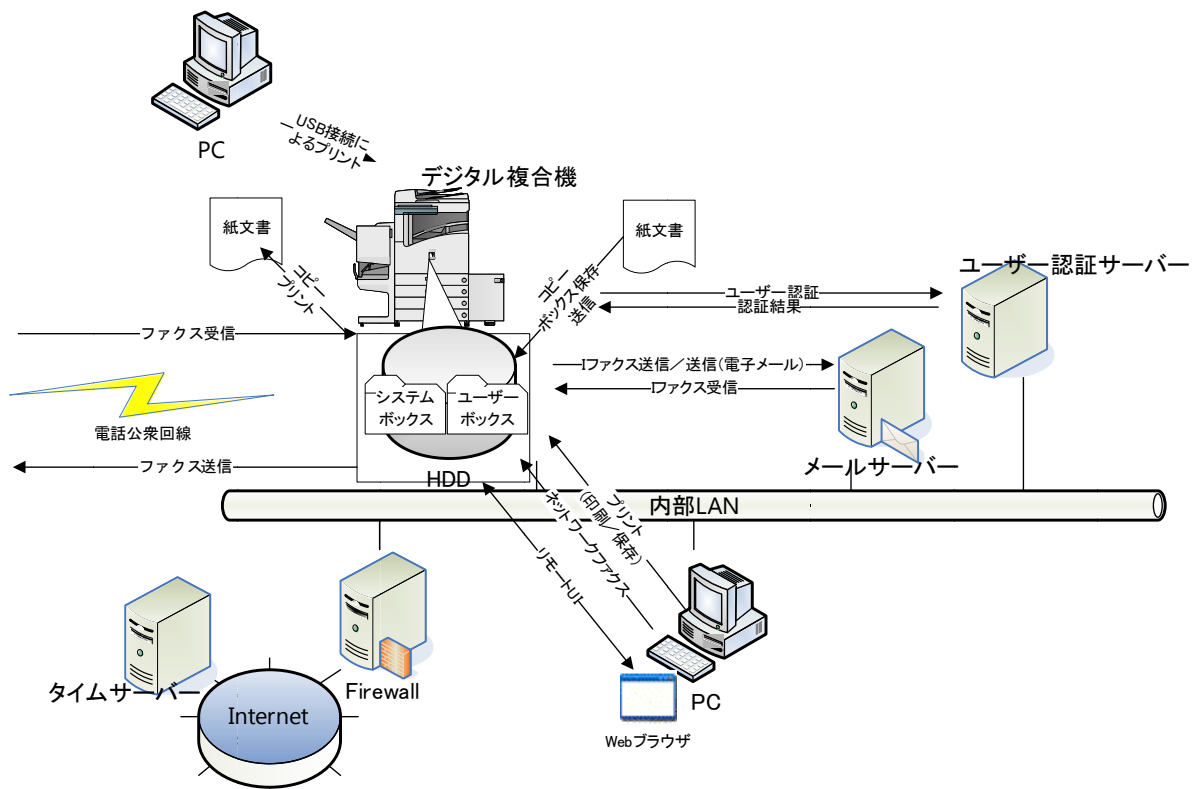 PC
USB接続に
よるプリント
デジタル複合機
紙文書
紙文書
コピー
プリント
コピー
ボックス保存
送信
ユーザー認証サーバー
ユーザー認証
認証結果
ファクス受信
Iファクス送信／送信(電子メール)
Iファクス受信
システム
ボックス
ユーザー
ボックス
電話公衆回線
ファクス送信
HDD
メールサーバー
内部LAN
プリント
(印刷／保存)
ネットワークファクス
リモートUI
タイムサーバー
Firewall
Internet
PC
Webブラウザ